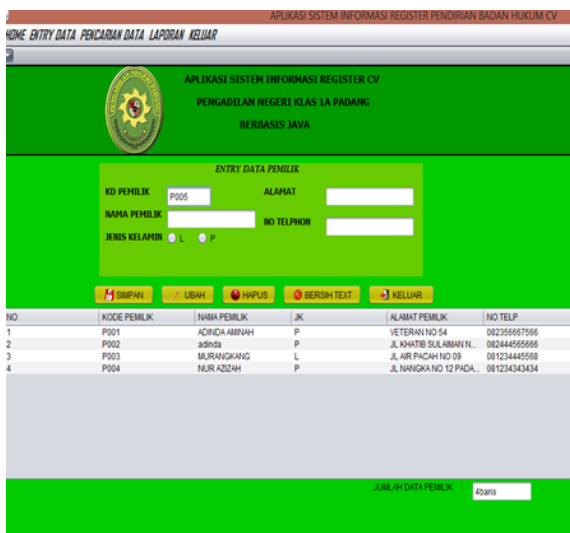 APLIKASI SISTEM INFORMASI REGISTER PENDIRIAN BADAN HUKUM CV
HOME ENTRY DATA PENCARIAN DATA LAPORAN KELUAR
APLIKASI SISTEM INFORMASI REGISTER CV
PENGADILAN NEGERI KLAS 1A PADANG
BERBASIS JAVA
ENTRY DATA PEMILIK
KD PEMILIK P005 ALAMAT
NAMA PEMILIK NO TELPHON
JENIS KELAMIN L P
SIMPAN UBAH HAPUS BERSIH TEXT KELUAR
NO KODE PEMILIK NAMA PEMILIK JK ALAMAT PEMILIK NO TELP
1 P001 ADINDA AMINAH P VETERAN NO 54 082356667566
2 P002 adinda P JL KHATIB SULAIMAN N... 082444565666
3 P003 MURANGKANG L JL AIR PACAH NO 09 081234445568
4 P004 NUR AZIZAH P JL NANGKA NO 12 PADA... 081234343434
JUMLAH DATA PEMILIK : 4baris